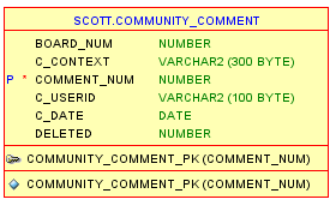 SCOTT.COMMUNITY_COMMENT
BOARD_NUM NUMBER
C_CONTEXT VARCHAR2 (300 BYTE)
P * COMMENT_NUM NUMBER
C_USERID VARCHAR2 (100 BYTE)
C_DATE DATE
DELETED NUMBER
COMMUNITY_COMMENT_PK (COMMENT_NUM)
COMMUNITY_COMMENT_PK (COMMENT_NUM)